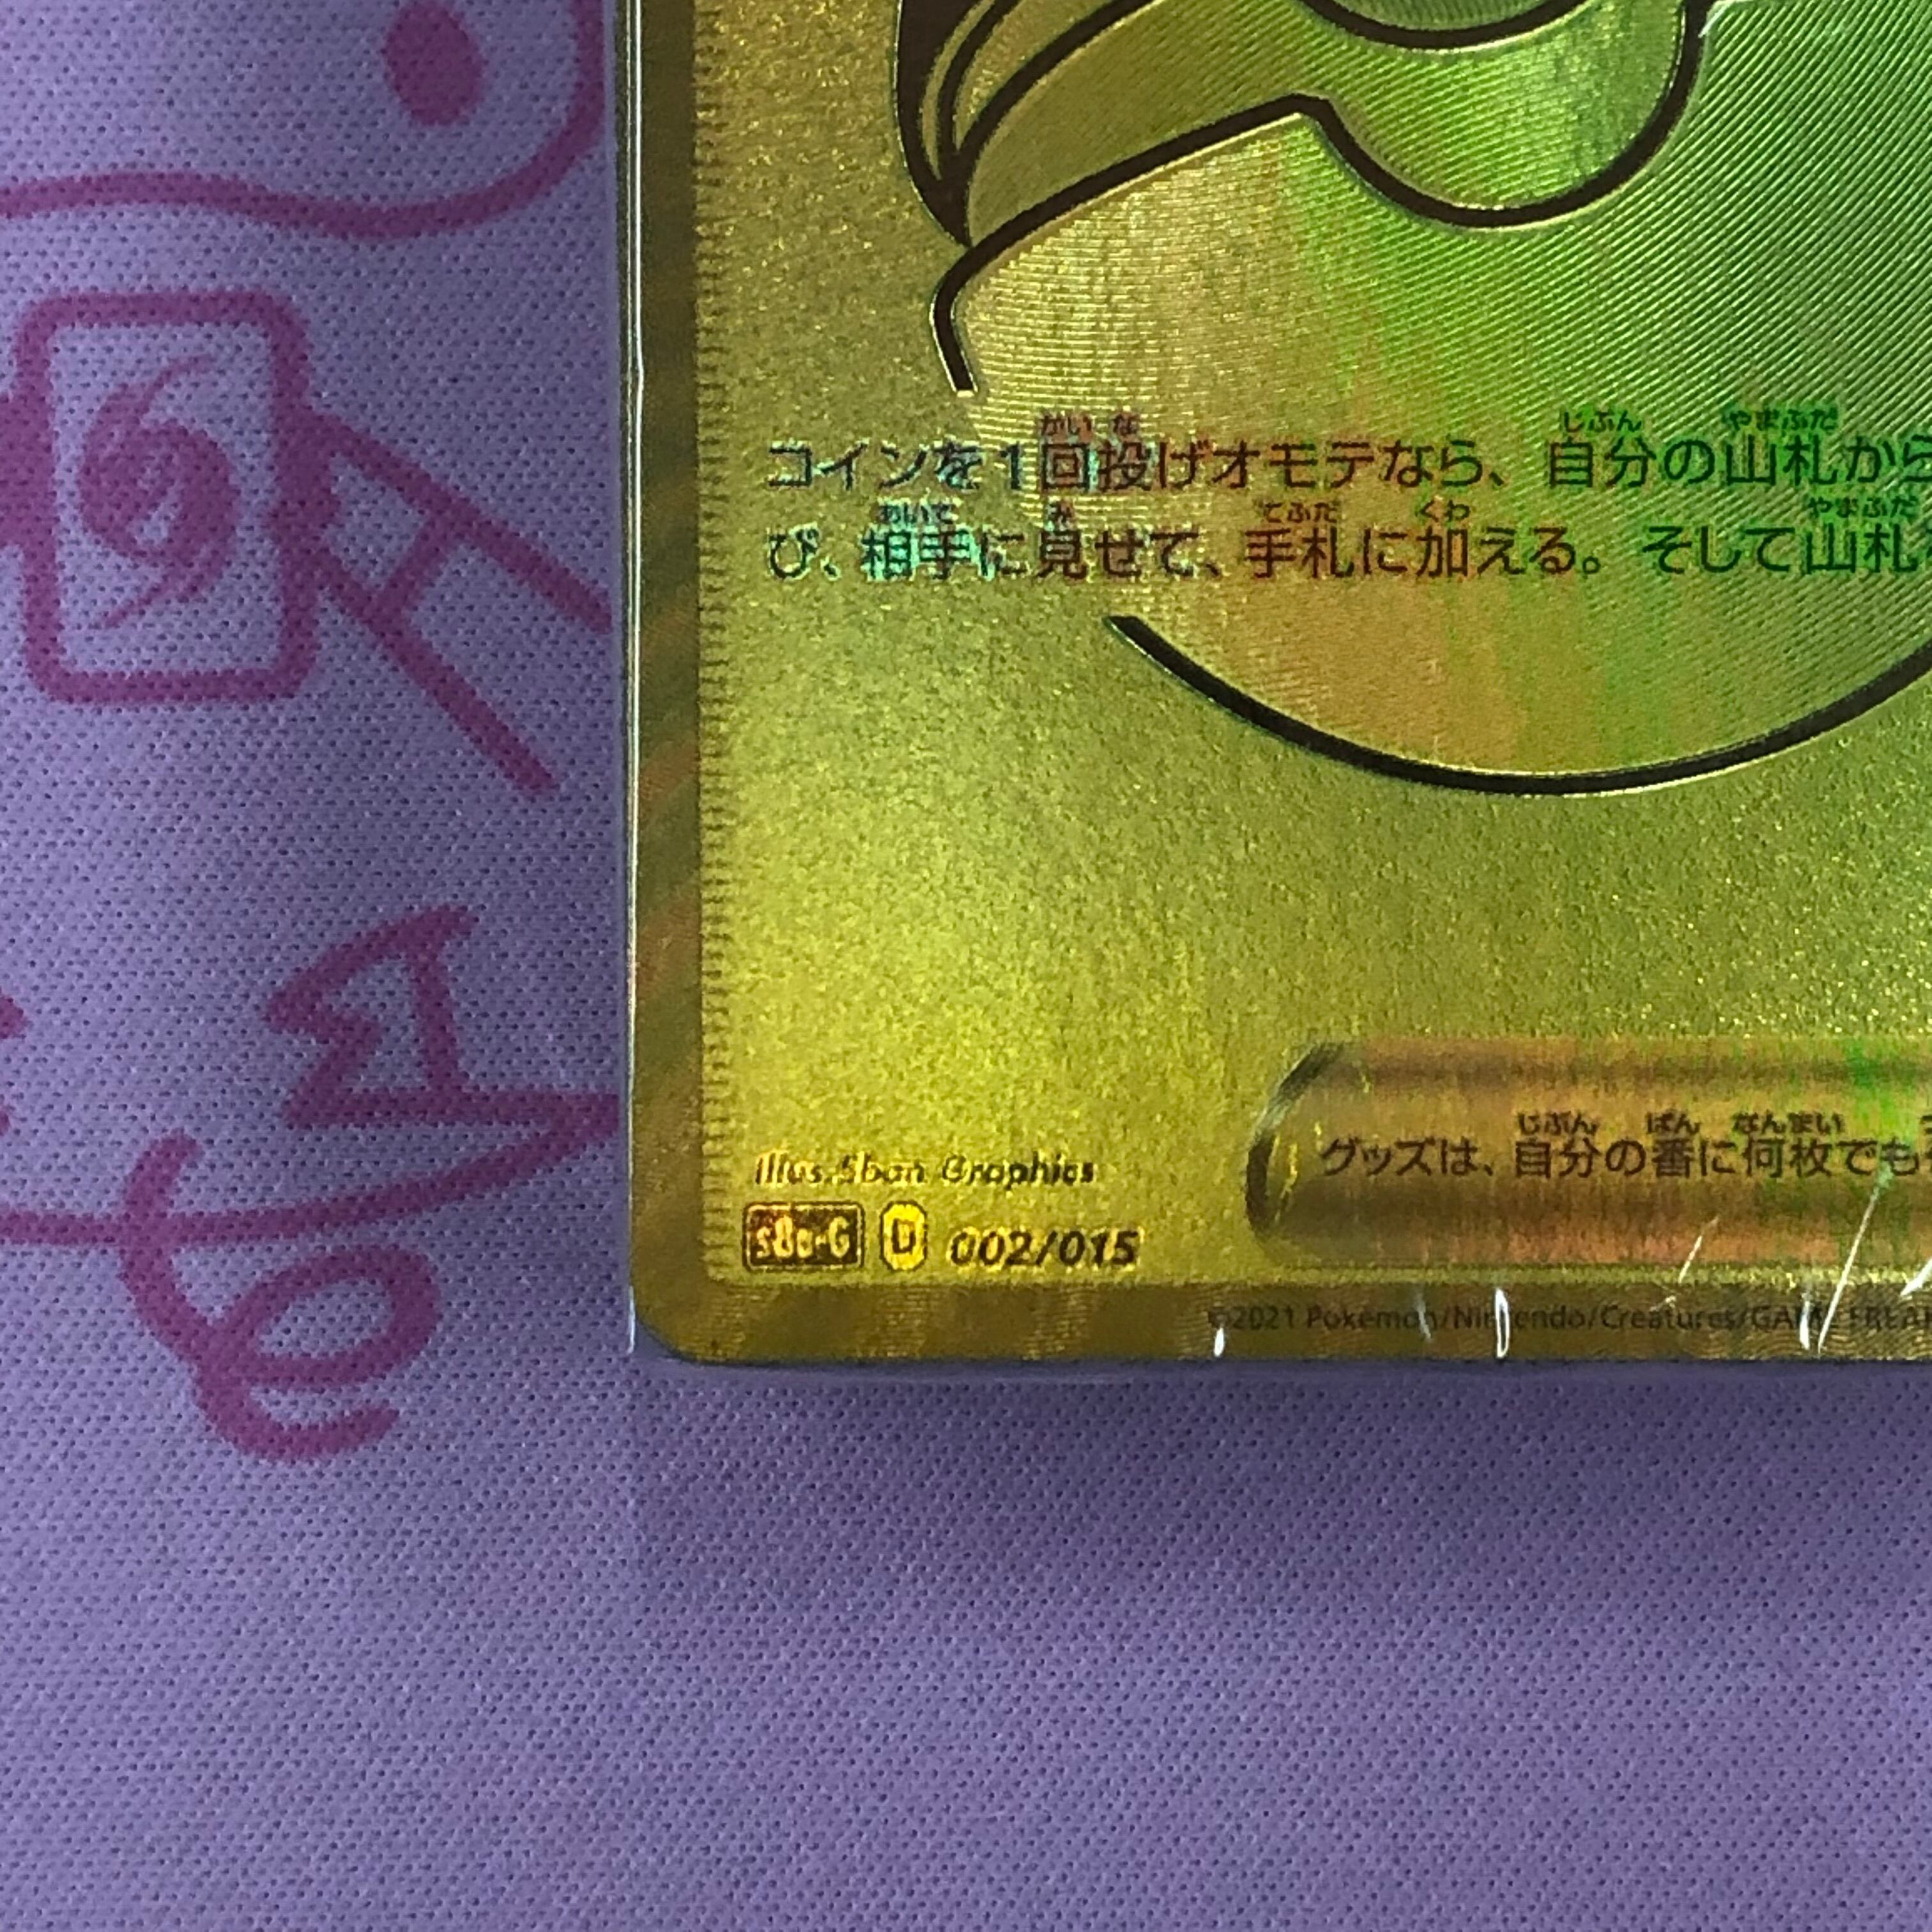 コインを1回投げオモテなら、自分の山札から
び、相手に見せて、手札に加える。そして山札
グッズは、自分の番に何枚でも
Illus. 5ban Graphics
s8a-G D 002/015
©2021 Pokémon/Nintendo/Creatures/GAME FREAK